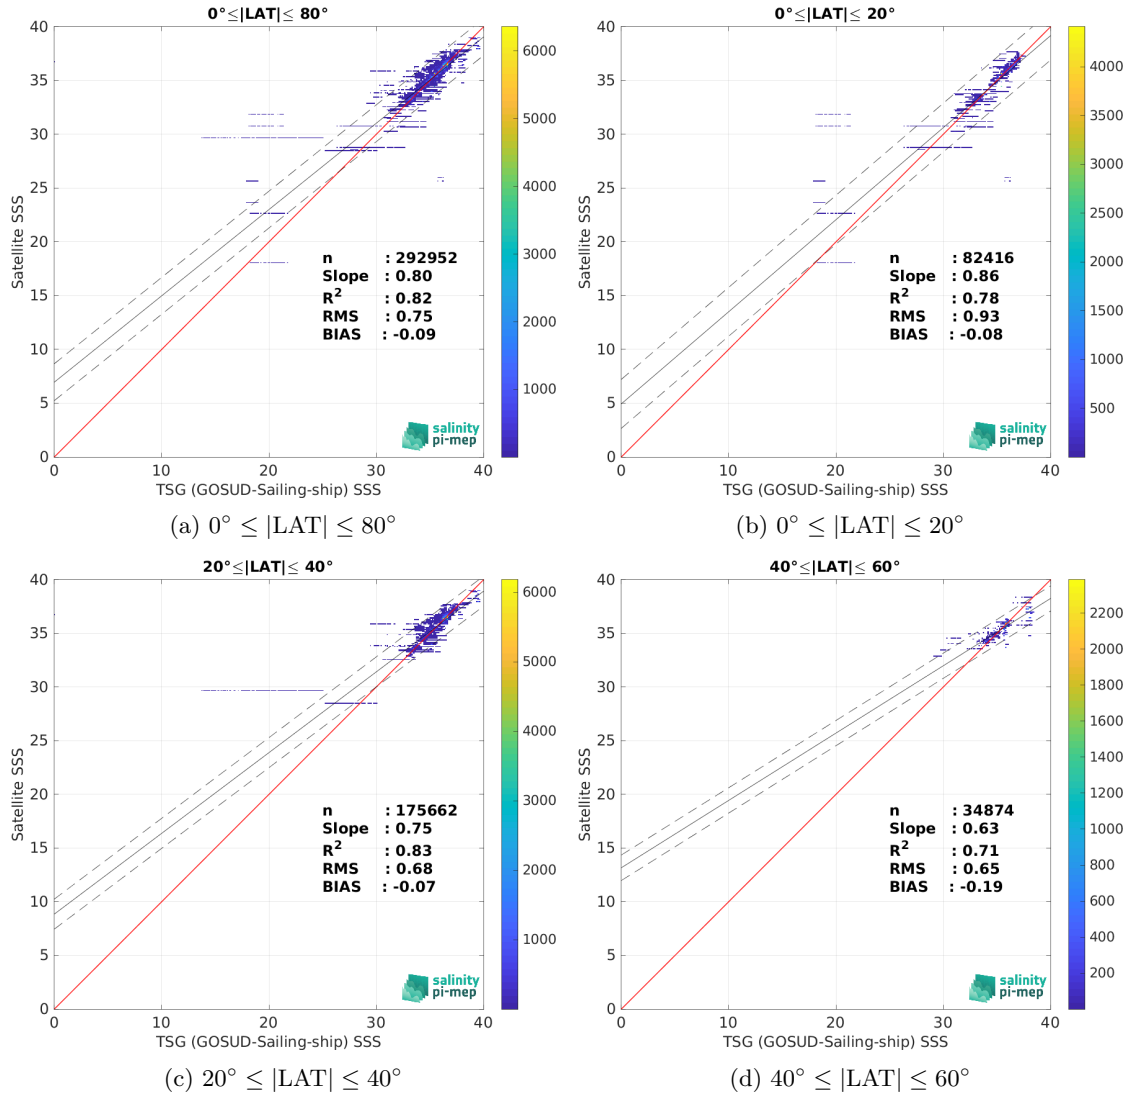 0°≤|LAT|≤ 80°
Satellite SSS
40
35
30
25
20
15
10
5
0
0
10
20
30
40
TSG (GOSUD-Sailing-ship) SSS
n : 292952
Slope : 0.80
R² : 0.82
RMS : 0.75
BIAS : -0.09
salinity
pi-mep
6000
5000
4000
3000
2000
1000
(a) 0° ≤ |LAT| ≤ 80°
0°≤|LAT|≤ 20°
Satellite SSS
40
35
30
25
20
15
10
5
0
0
10
20
30
40
TSG (GOSUD-Sailing-ship) SSS
n : 82416
Slope : 0.86
R² : 0.78
RMS : 0.93
BIAS : -0.08
salinity
pi-mep
4000
3500
3000
2500
2000
1500
1000
500
(b) 0° ≤ |LAT| ≤ 20°
20°≤|LAT|≤ 40°
Satellite SSS
40
35
30
25
20
15
10
5
0
0
10
20
30
40
TSG (GOSUD-Sailing-ship) SSS
n : 175662
Slope : 0.75
R² : 0.83
RMS : 0.68
BIAS : -0.07
salinity
pi-mep
6000
5000
4000
3000
2000
1000
(c) 20° ≤ |LAT| ≤ 40°
40°≤|LAT|≤ 60°
Satellite SSS
40
35
30
25
20
15
10
5
0
0
10
20
30
40
TSG (GOSUD-Sailing-ship) SSS
n : 34874
Slope : 0.63
R² : 0.71
RMS : 0.65
BIAS : -0.19
salinity
pi-mep
2200
2000
1800
1600
1400
1200
1000
800
600
400
200
(d) 40° ≤ |LAT| ≤ 60°